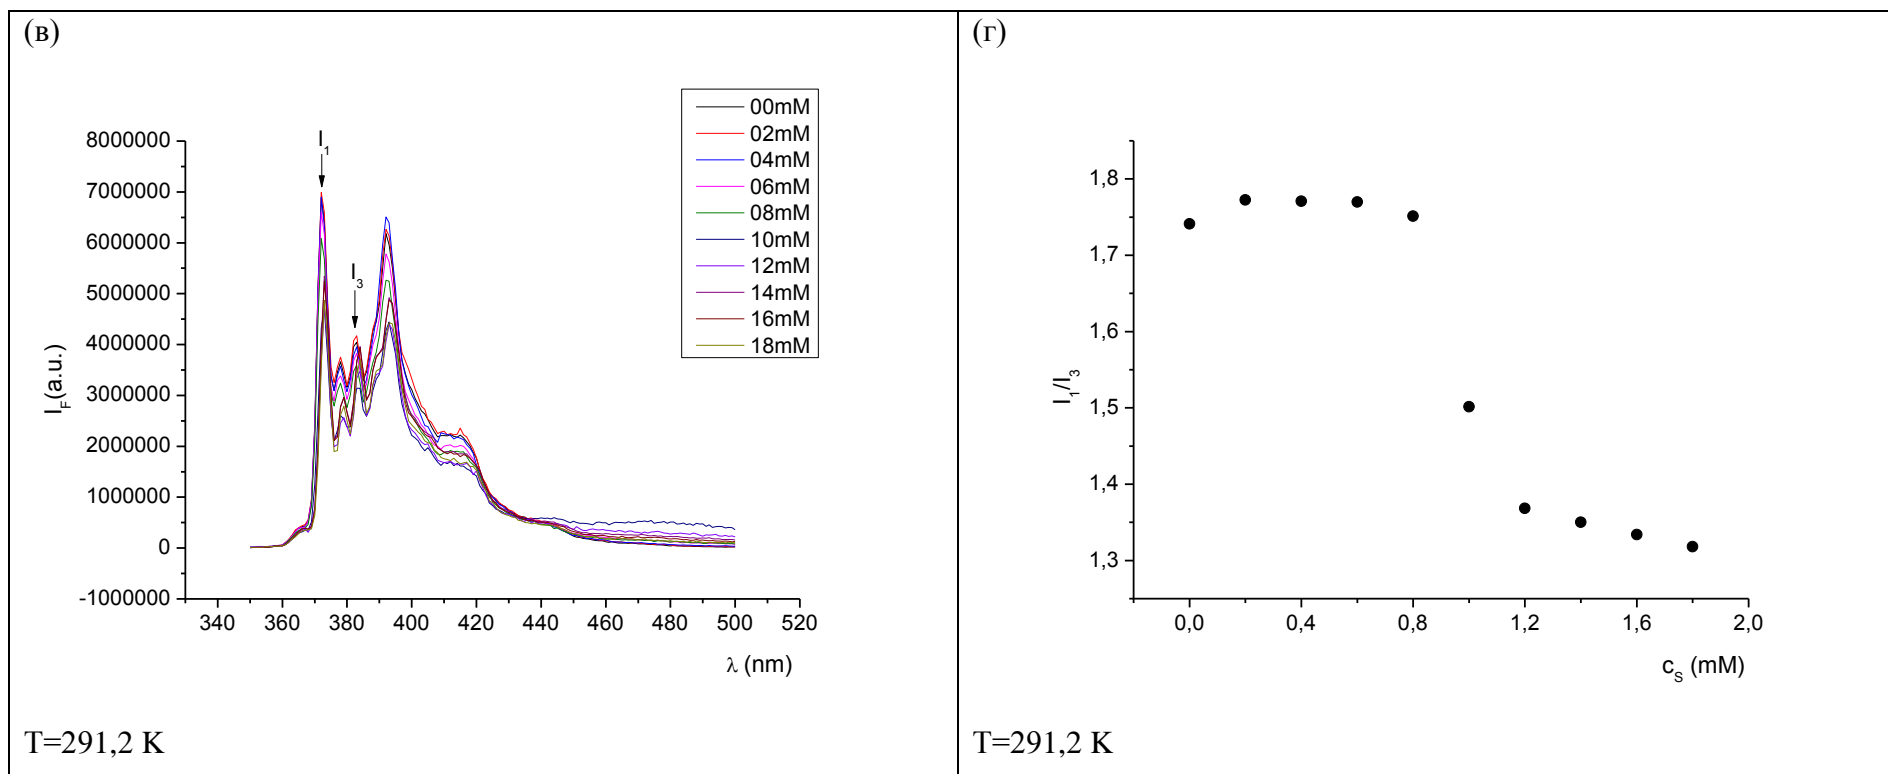 (в)
00mM
02mM
04mM
06mM
08mM
10mM
12mM
14mM
16mM
18mM
I1
I3
8000000
7000000
6000000
5000000
4000000
3000000
2000000
1000000
0
-1000000
IF(a.u.)
340 360 380 400 420 440 460 480 500 520
λ (nm)
T=291,2 K
(г)
1,8
1,7
1,6
1,5
1,4
1,3
I1/I3
0,0 0,4 0,8 1,2 1,6 2,0
cS (mM)
T=291,2 K